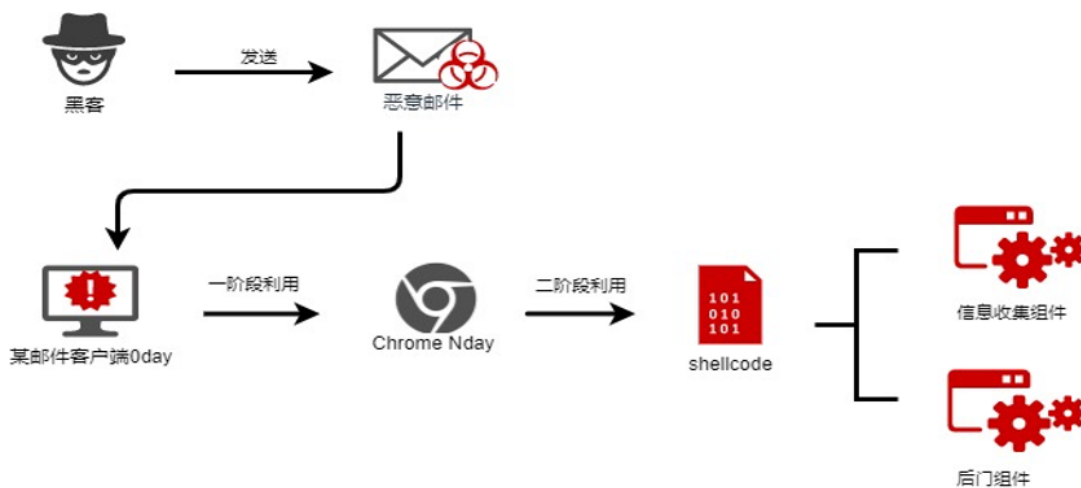 发送
黑客
恶意邮件
一阶段利用
二阶段利用
某邮件客户端0day
Chrome Nday
101
010
101
shellcode
信息收集组件
后门组件